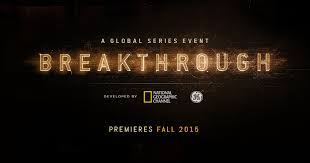 A GLOBAL SERIES EVENT
BREAKTHROUGH
DEVELOPED BY NATIONAL GEOGRAPHIC CHANNEL
PREMIERES FALL 2015